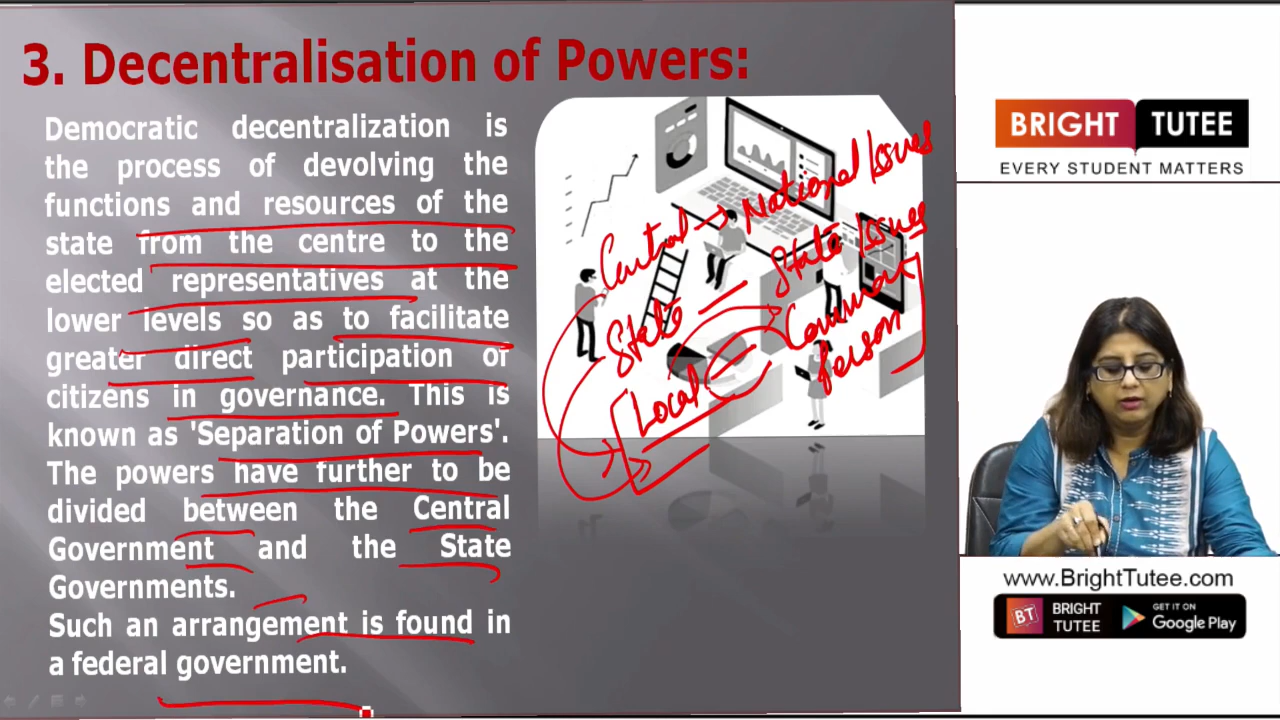 3. Decentralisation of Powers:
Democratic decentralization is
the process of devolving the
functions and resources of the
state from the centre to the
elected representatives at the
lower levels so as to facilitate
greater direct participation of
citizens in governance. This is
known as 'Separation of Powers'.
The powers have further to be
divided between the Central
Government and the State
Governments.
Such an arrangement is found in
a federal government.
Central → National Issues
State — State Issues
Local Common
person
BRIGHT TUTEE
EVERY STUDENT MATTERS
www.BrightTutee.com
BT BRIGHT TUTEE
GET IT ON
Google Play